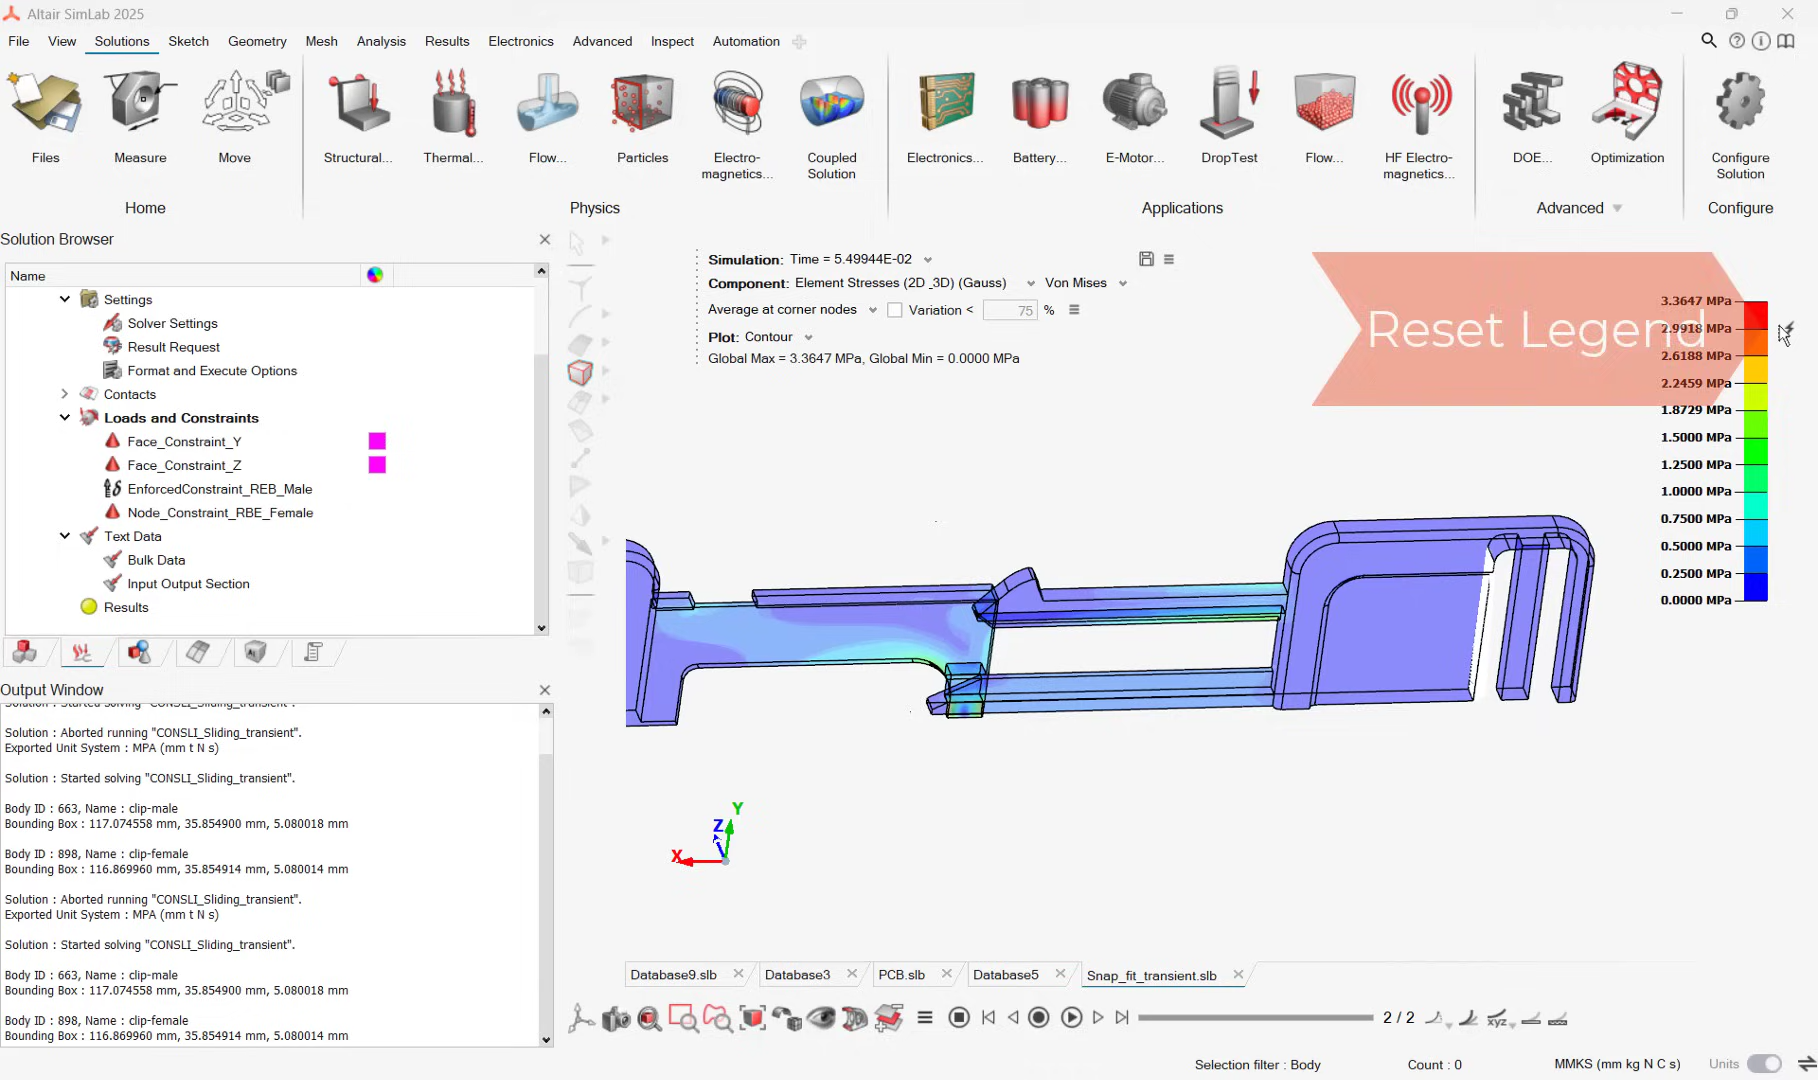 Altair SimLab 2025
File View Solutions Sketch Geometry Mesh Analysis Results Electronics Advanced Inspect Automation
Files
Measure
Move
Home
Structural...
Thermal...
Flow...
Particles
Electro-
magnetics...
Coupled
Solution
Physics
Electronics...
Battery...
E-Motor...
DropTest
Flow...
HF Electro-
magnetics...
Applications
DOE...
Optimization
Advanced
Configure
Solution
Configure
Solution Browser
Name
Settings
Solver Settings
Result Request
Format and Execute Options
Contacts
Loads and Constraints
Face_Constraint_Y
Face_Constraint_Z
EnforcedConstraint_REB_Male
Node_Constraint_RBE_Female
Text Data
Bulk Data
Input Output Section
Results
Output Window
Solution : Started solving "CONSLI_Sliding_transient".
Solution : Aborted running "CONSLI_Sliding_transient".
Exported Unit System : MPA (mm t N s)
Solution : Started solving "CONSLI_Sliding_transient".
Body ID : 663, Name : clip-male
Bounding Box : 117.074558 mm, 35.854900 mm, 5.080018 mm
Body ID : 898, Name : clip-female
Bounding Box : 116.869960 mm, 35.854914 mm, 5.080014 mm
Solution : Aborted running "CONSLI_Sliding_transient".
Exported Unit System : MPA (mm t N s)
Solution : Started solving "CONSLI_Sliding_transient".
Body ID : 663, Name : clip-male
Bounding Box : 117.074558 mm, 35.854900 mm, 5.080018 mm
Body ID : 898, Name : clip-female
Bounding Box : 116.869960 mm, 35.854914 mm, 5.080014 mm
Simulation: Time = 5.49944E-02
Component: Element Stresses (2D _3D) (Gauss) Von Mises
Average at corner nodes Variation < 75 %
Plot: Contour
Global Max = 3.3647 MPa, Global Min = 0.0000 MPa
Reset Legend
3.3647 MPa
2.9918 MPa
2.6188 MPa
2.2459 MPa
1.8729 MPa
1.5000 MPa
1.2500 MPa
1.0000 MPa
0.7500 MPa
0.5000 MPa
0.2500 MPa
0.0000 MPa
Y
Z
X
Database9.slb Database3 PCB.slb Database5 Snap_fit_transient.slb
2 / 2
xyz
Selection filter : Body Count : 0 MMKS (mm kg N C s) Units